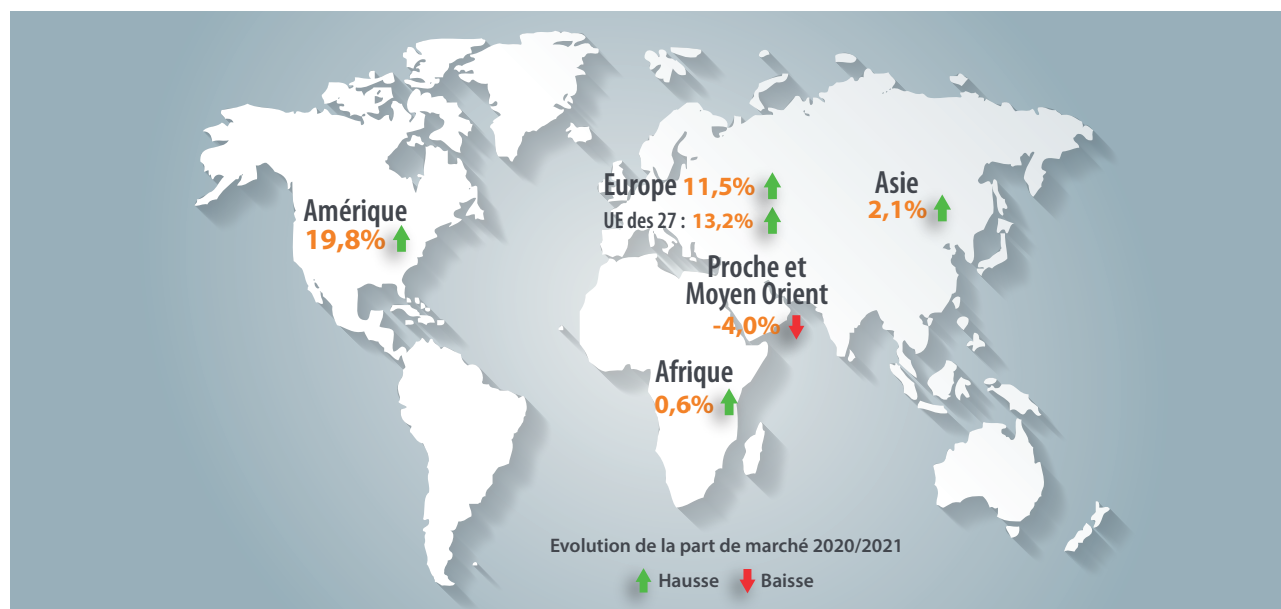 Amérique
19,8%
Europe 11,5%
UE des 27 : 13,2%
Asie
2,1%
Proche et
Moyen Orient
-4,0%
Afrique
0,6%
Evolution de la part de marché 2020/2021
Hausse Baisse